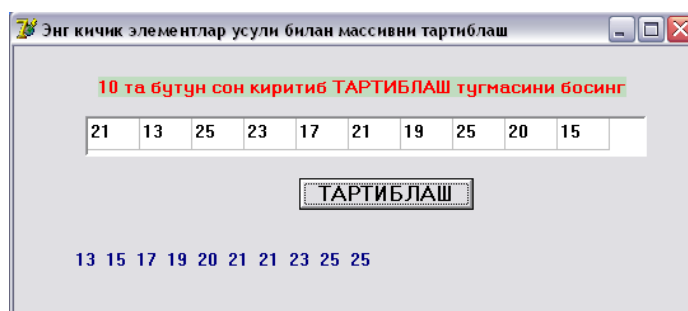 Энг кичик элементлар усули билан массивни тартиблаш
10 та бутун сон киритиб ТАРТИБЛАШ тугмасини босинг
21 13 25 23 17 21 19 25 20 15
ТАРТИБЛАШ
13 15 17 19 20 21 21 23 25 25